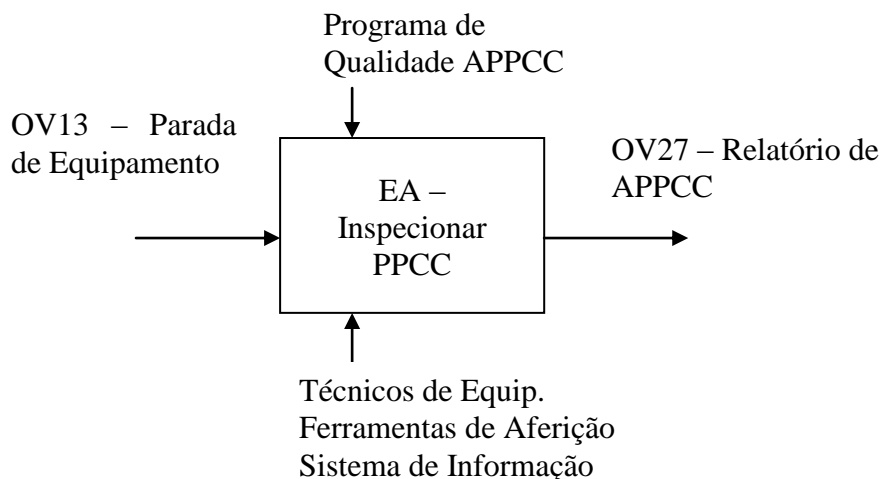 Programa de
Qualidade APPCC
OV13 – Parada
de Equipamento
OV27 – Relatório de
APPCC
EA –
Inspecionar
PPCC
Técnicos de Equip.
Ferramentas de Aferição
Sistema de Informação